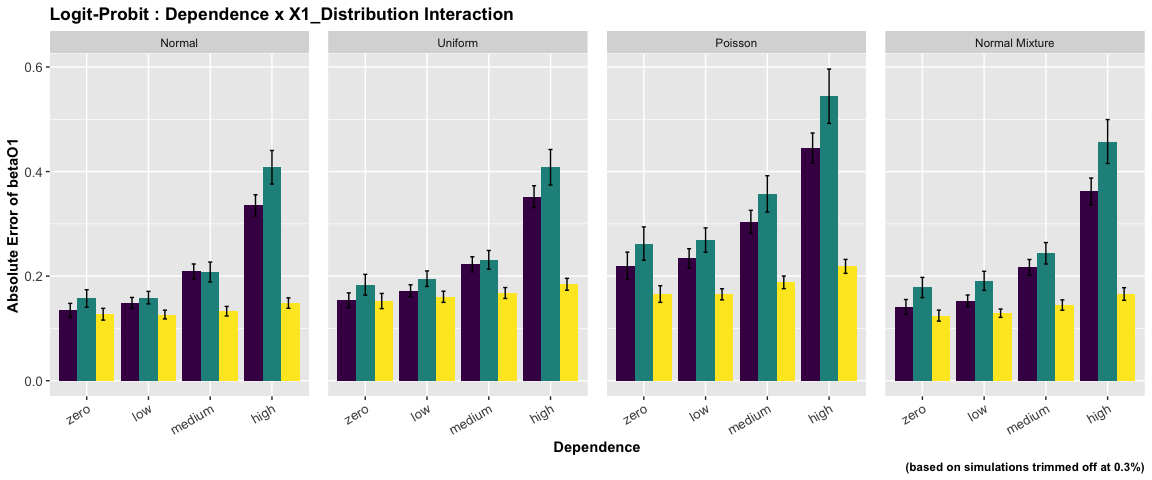 Logit-Probit : Dependence x X1_Distribution Interaction
Normal
Uniform
Poisson
Normal Mixture
Absolute Error of betaO1
0.6
0.4
0.2
0.0
zero low medium high
zero low medium high
zero low medium high
zero low medium high
Dependence
(based on simulations trimmed off at 0.3%)